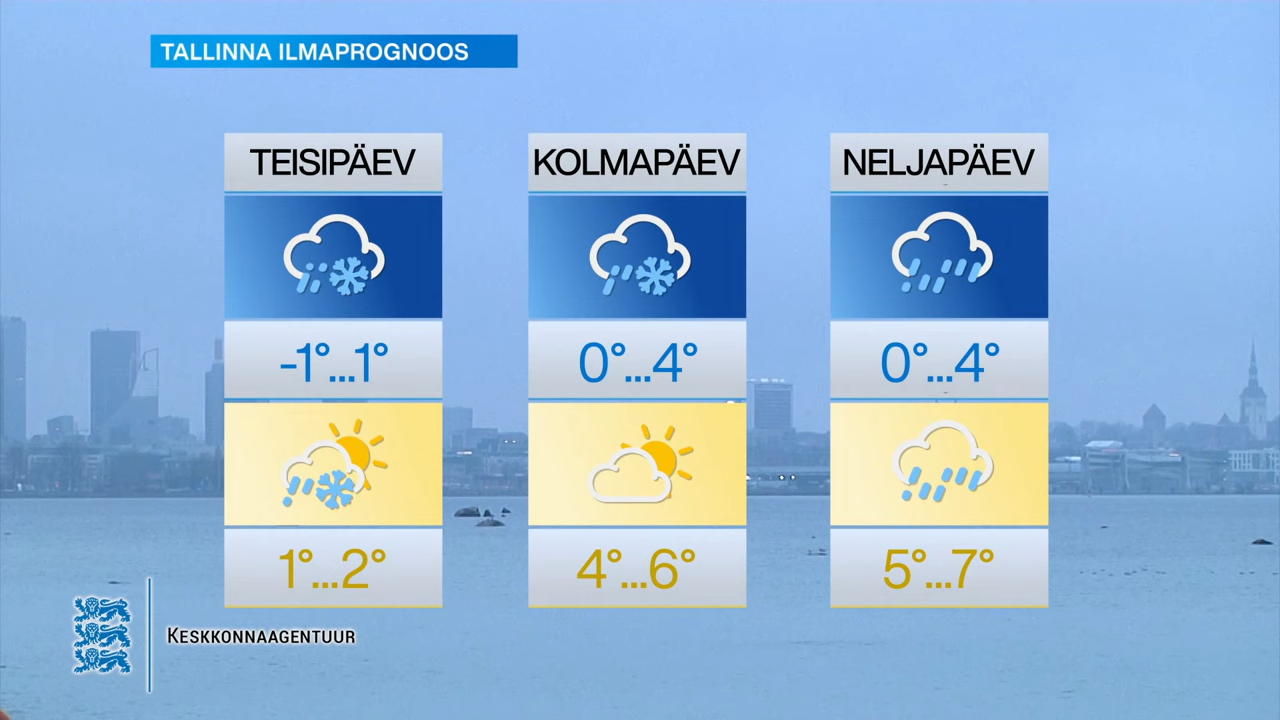 TALLINNA ILMAPROGNOOS
TEISIPÄEV
KOLMAPÄEV
NELJAPÄEV
-1°...1°
0°...4°
0°...4°
1°...2°
4°...6°
5°...7°
KESKKONNAAGENTUUR